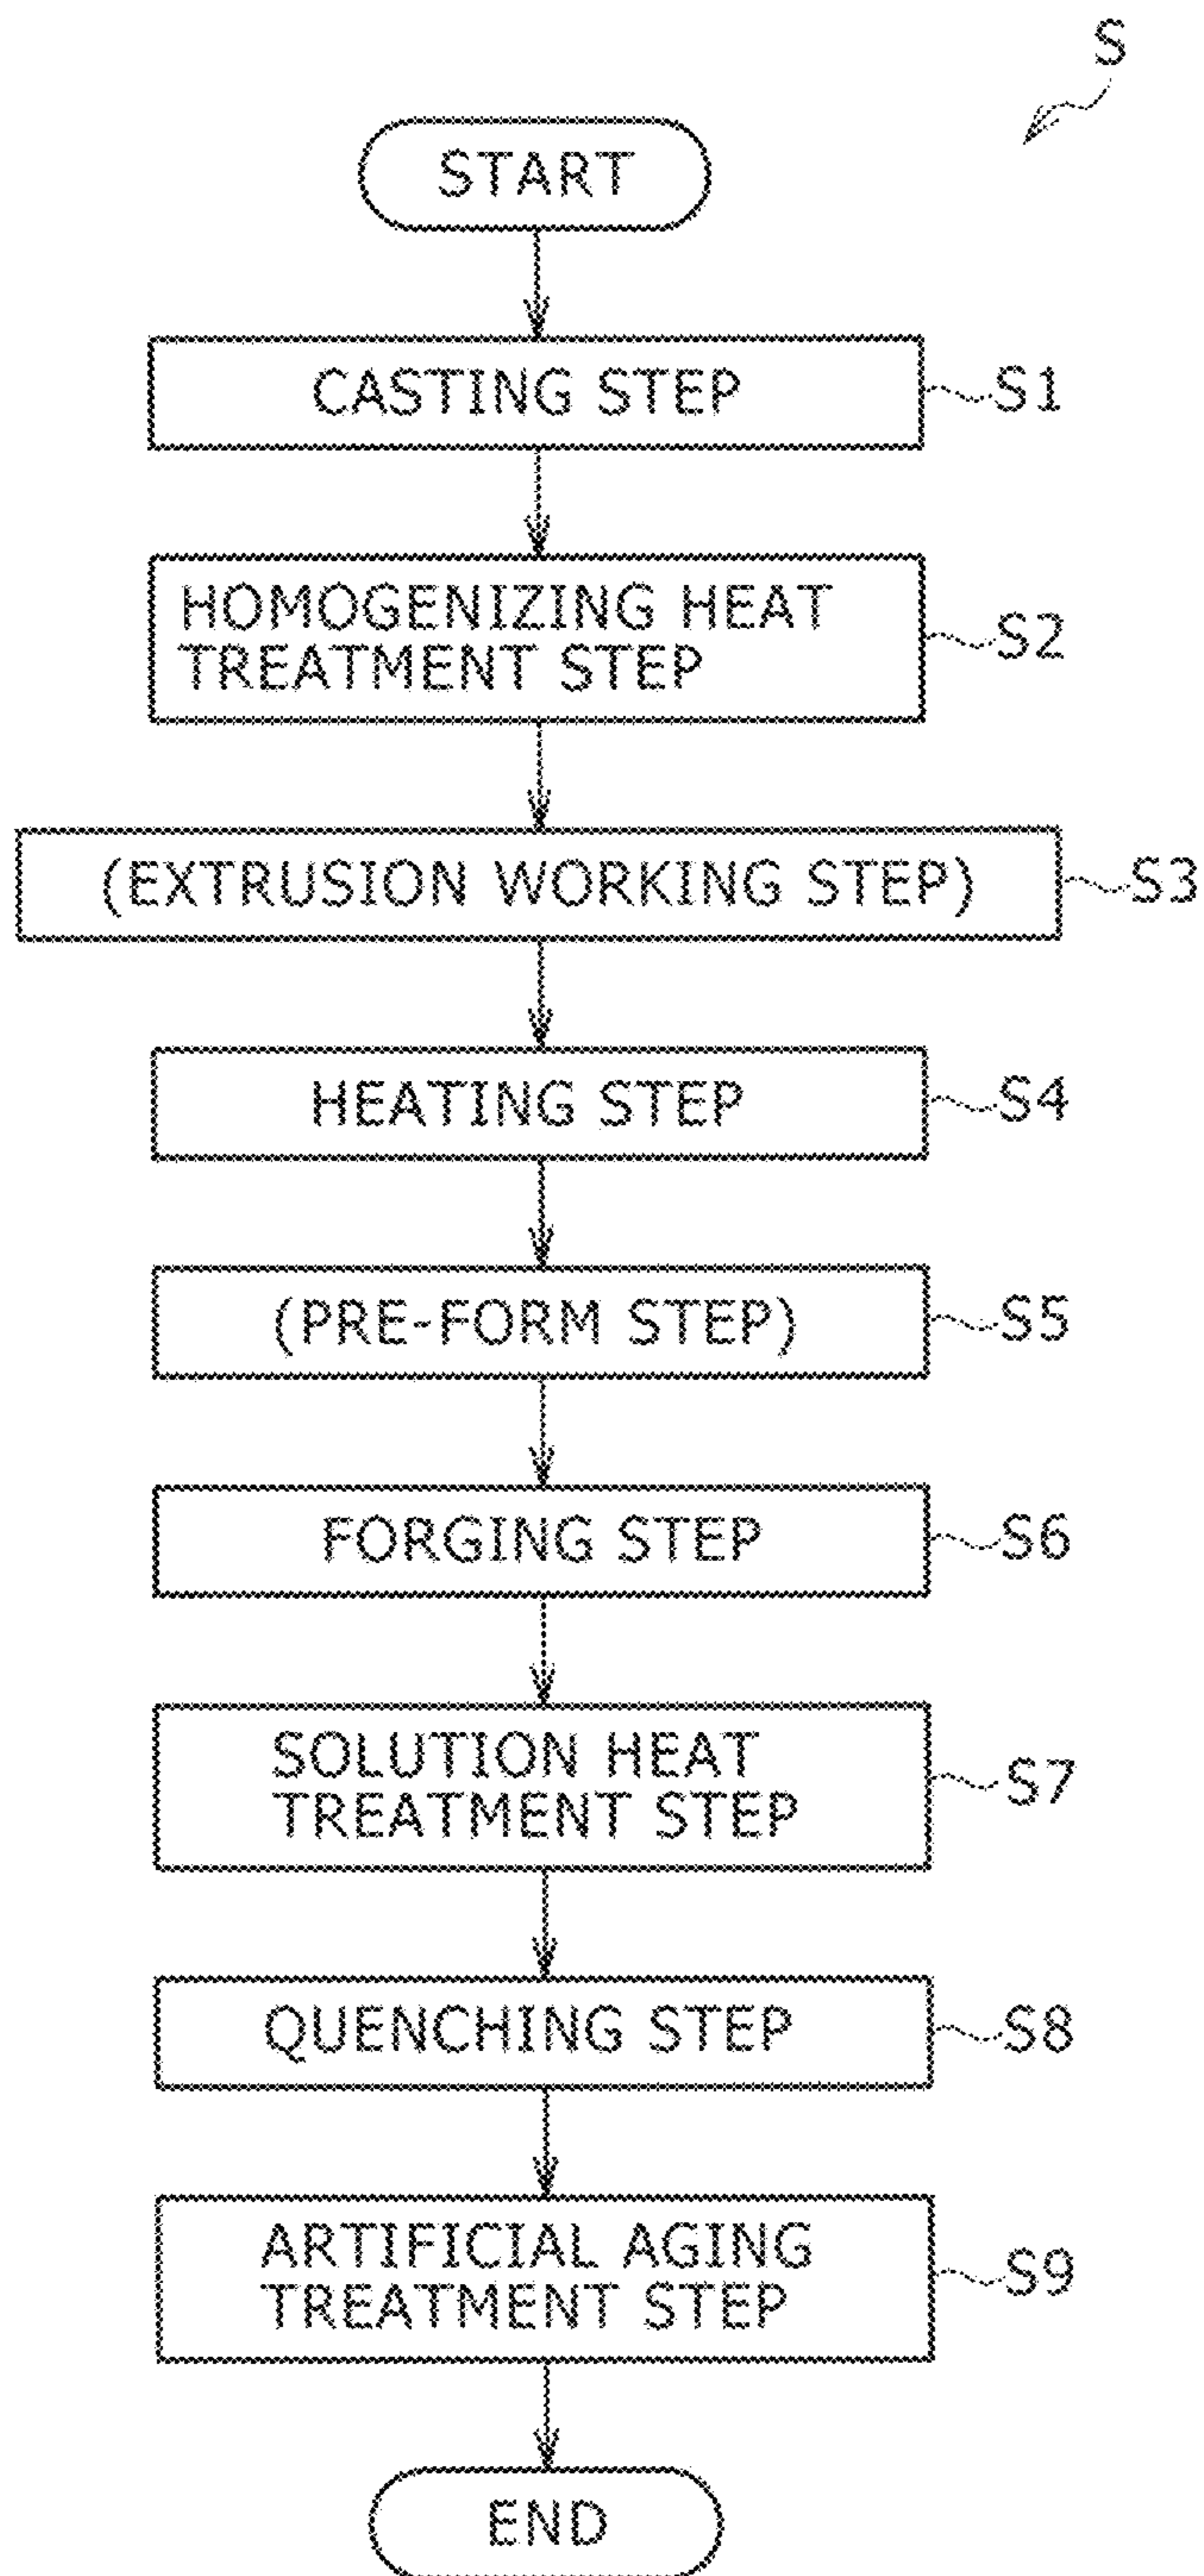 S
START
CASTING STEP
S1
HOMOGENIZING HEAT
TREATMENT STEP
S2
(EXTRUSION WORKING STEP)
S3
HEATING STEP
S4
(PRE-FORM STEP)
S5
FORGING STEP
S6
SOLUTION HEAT
TREATMENT STEP
S7
QUENCHING STEP
S8
ARTIFICIAL AGING
TREATMENT STEP
S9
END